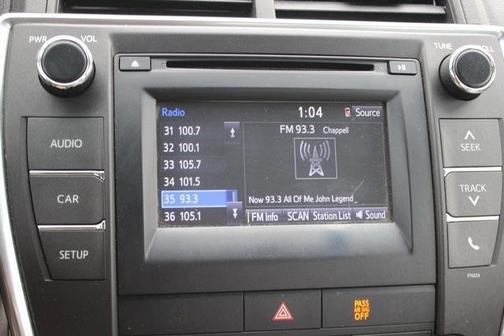 PWR VOL
TUNE SCROLL
Radio 1:04 Source
31 100.7
32 100.1
33 105.7
34 101.5
35 93.3
36 105.1
FM 93.3 Chappell
Now 93.3 All Of Me John Legend
FM Info SCAN Station List Sound
AUDIO
CAR
SETUP
SEEK
TRACK
PASS
AIR BAG
OFF